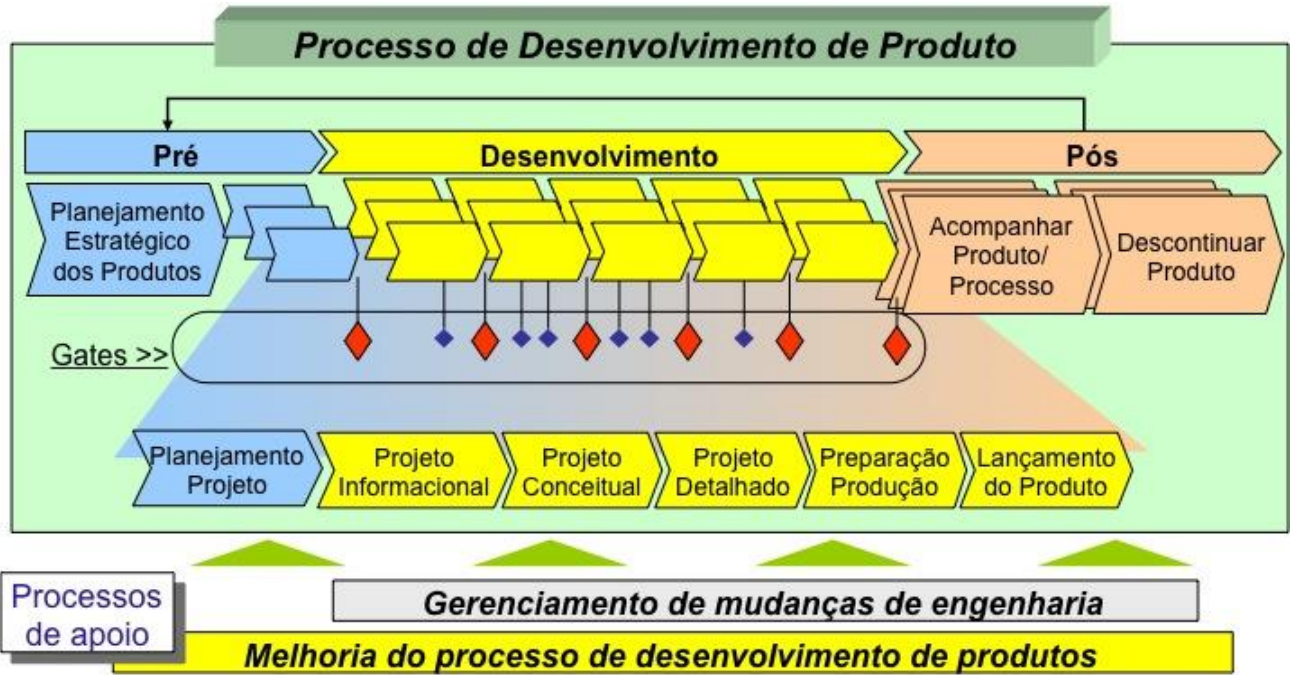 Processo de Desenvolvimento de Produto
Pré
Desenvolvimento
Pós
Planejamento
Estratégico
dos Produtos
Acompanhar
Produto/
Processo
Descontinuar
Produto
Gates >>
Planejamento
Projeto
Projeto
Informacional
Projeto
Conceitual
Projeto
Detalhado
Preparação
Produção
Lançamento
do Produto
Processos
de apoio
Gerenciamento de mudanças de engenharia
Melhoria do processo de desenvolvimento de produtos